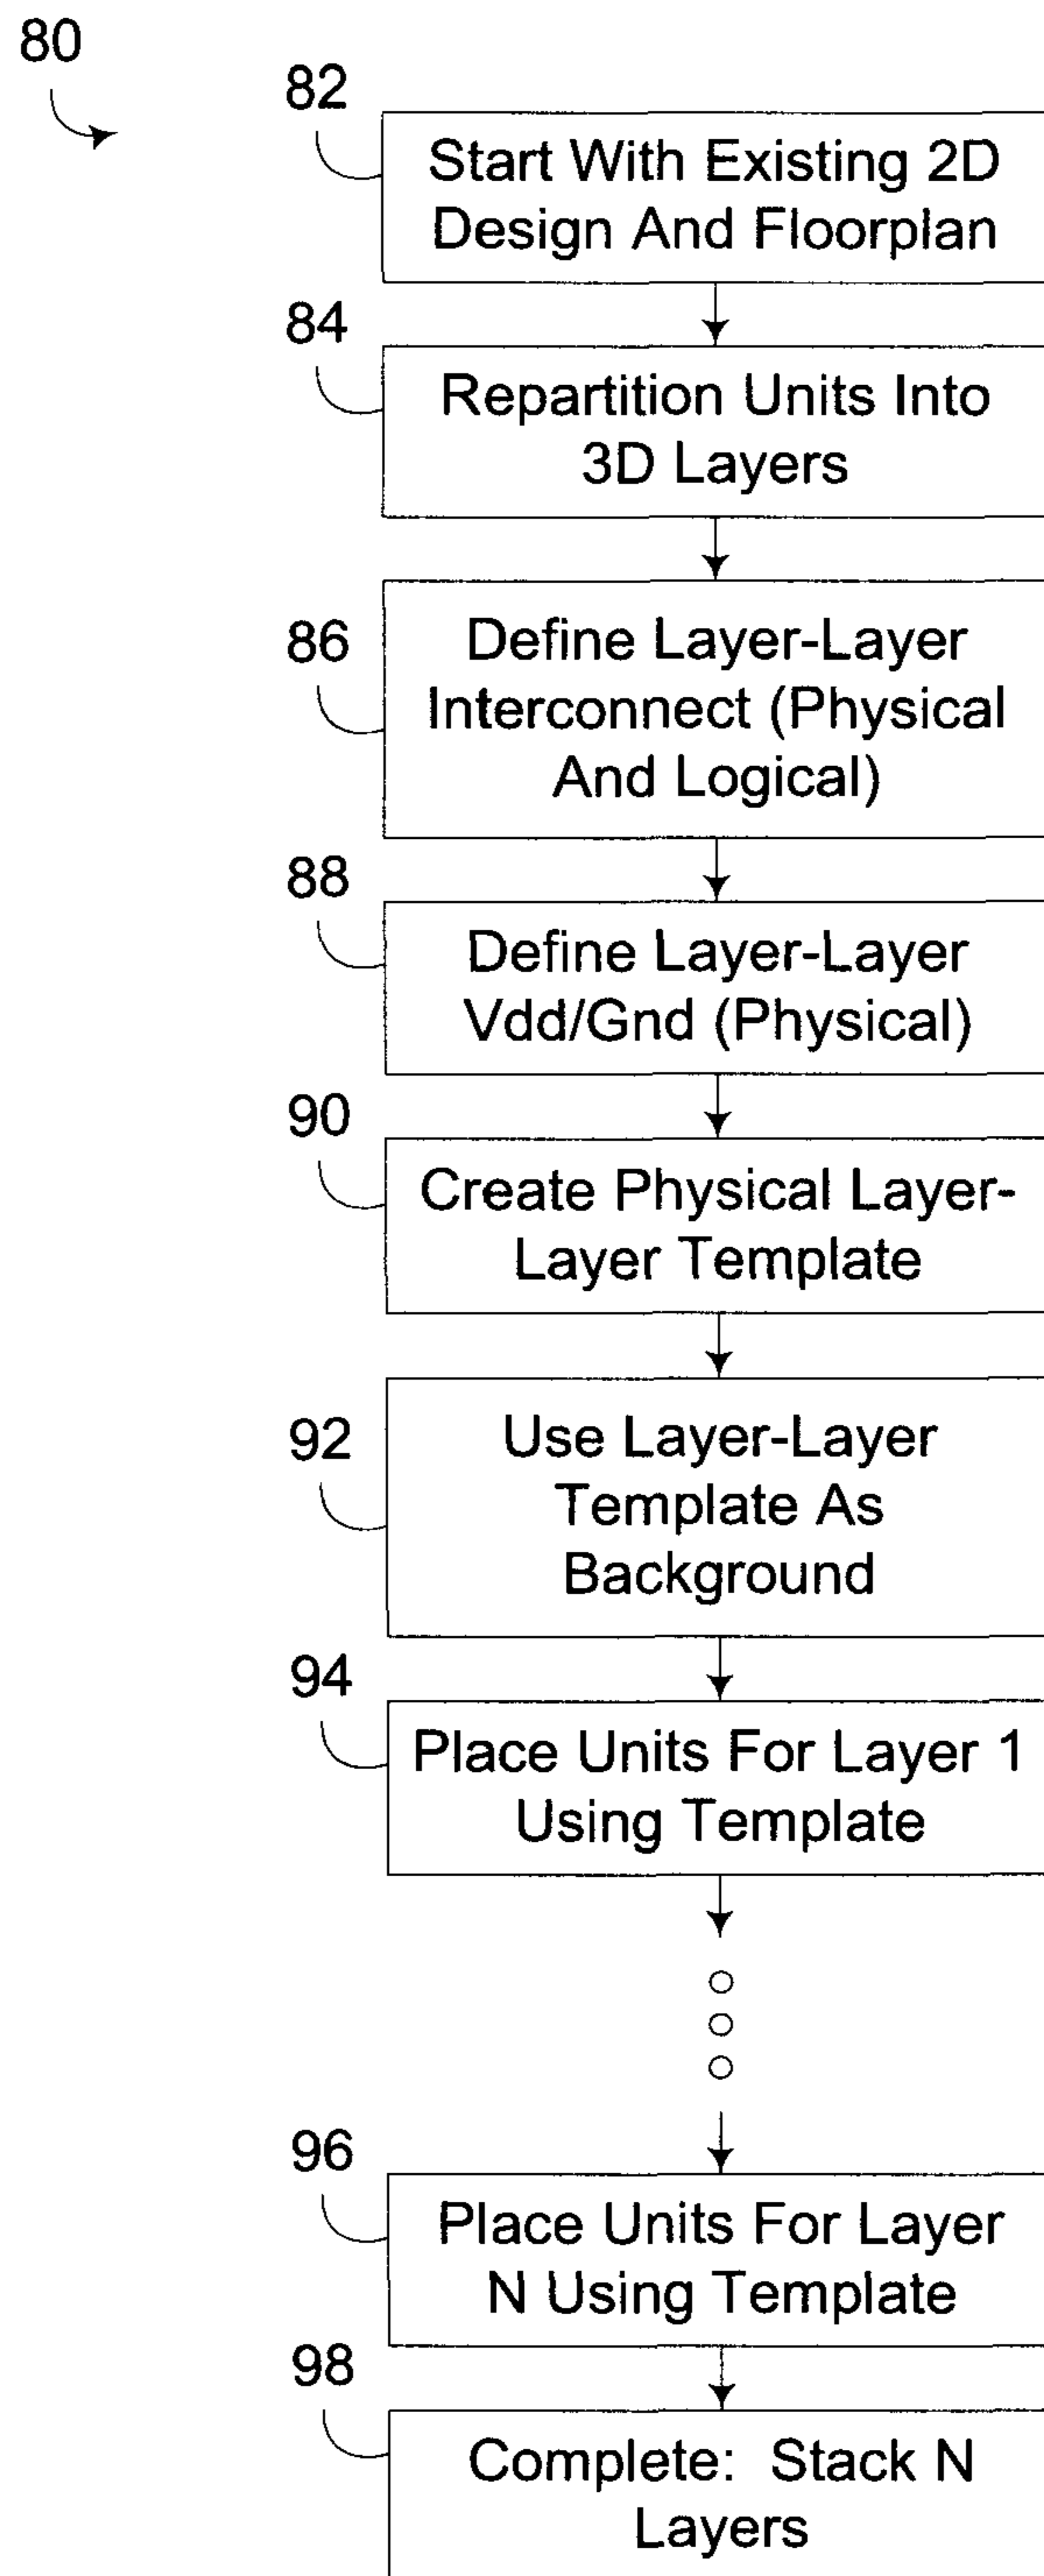 80
82
Start With Existing 2D
Design And Floorplan
84
Repartition Units Into
3D Layers
86
Define Layer-Layer
Interconnect (Physical
And Logical)
88
Define Layer-Layer
Vdd/Gnd (Physical)
90
Create Physical Layer-
Layer Template
92
Use Layer-Layer
Template As
Background
94
Place Units For Layer 1
Using Template
96
Place Units For Layer
N Using Template
98
Complete: Stack N
Layers